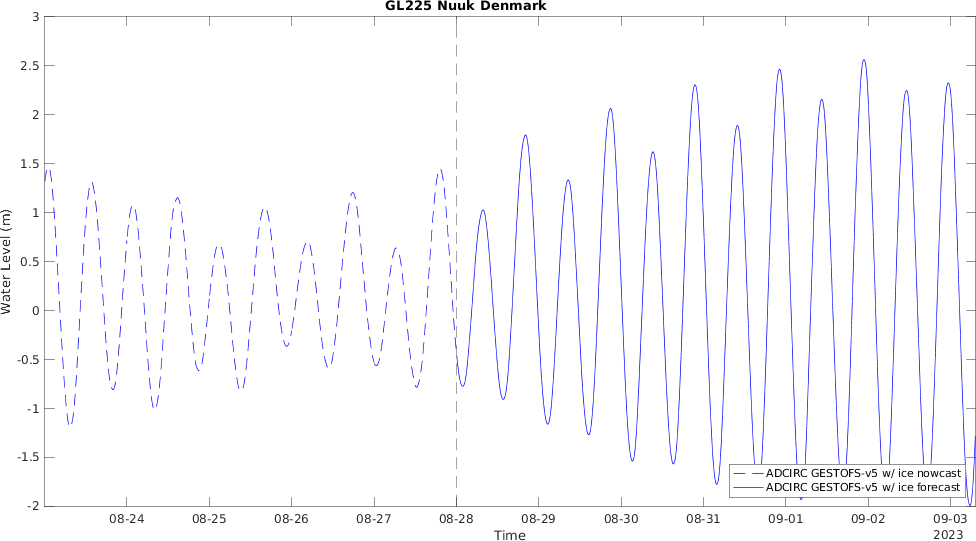 GL225 Nuuk Denmark
3
2.5
2
1.5
1
0.5
0
-0.5
-1
-1.5
-2
Water Level (m)
ADCIRC GESTOFS-v5 w/ ice nowcast
ADCIRC GESTOFS-v5 w/ ice forecast
08-24 08-25 08-26 08-27 08-28 08-29 08-30 08-31 09-01 09-02 09-03
2023
Time